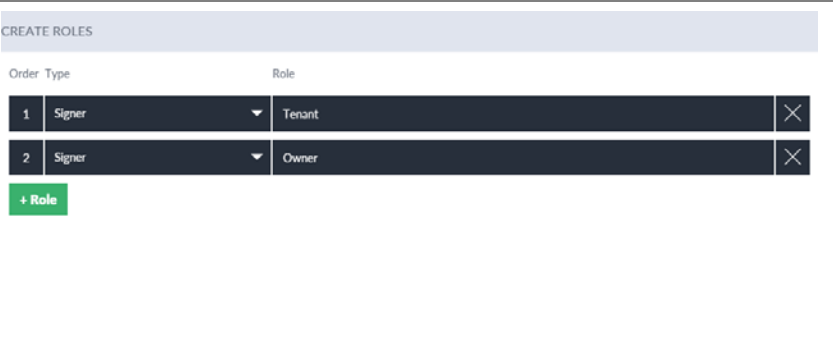 CREATE ROLES
Order Type Role
1 Signer Tenant
2 Signer Owner
+ Role